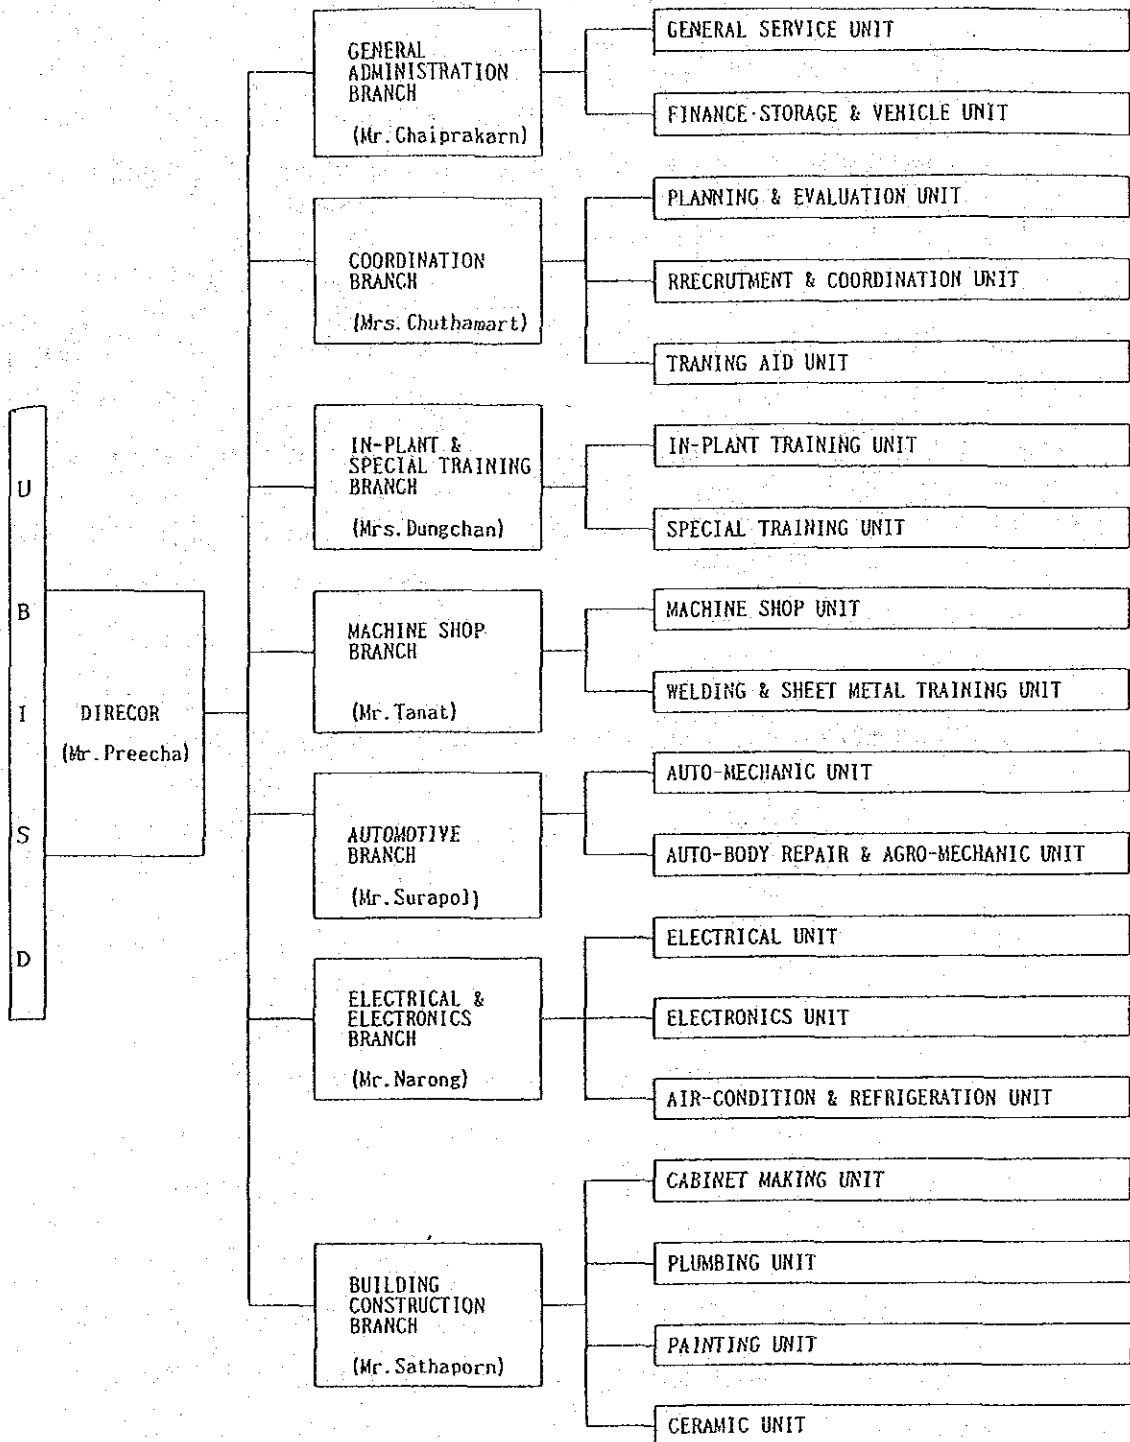 U
B
I
S
D
DIRECOR
(Mr.Preecha)
GENERAL
ADMINISTRATION
BRANCH
(Mr.Chaiprakarn)
GENERAL SERVICE UNIT
FINANCE·STORAGE & VEHICLE UNIT
COORDINATION
BRANCH
(Mrs.Chuthamart)
PLANNING & EVALUATION UNIT
RRECRUTMENT & COORDINATION UNIT
TRANING AID UNIT
IN-PLANT &
SPECIAL TRAINING
BRANCH
(Mrs.Dungchan)
IN-PLANT TRAINING UNIT
SPECIAL TRAINING UNIT
MACHINE SHOP
BRANCH
(Mr.Tanat)
MACHINE SHOP UNIT
WELDING & SHEET METAL TRAINING UNIT
AUTOMOTIVE
BRANCH
(Mr.Surapol)
AUTO-MECHANIC UNIT
AUTO-BODY REPAIR & AGRO-MECHANIC UNIT
ELECTRICAL &
ELECTRONICS
BRANCH
(Mr.Narong)
ELECTRICAL UNIT
ELECTRONICS UNIT
AIR-CONDITION & REFRIGERATION UNIT
BUILDING
CONSTRUCTION
BRANCH
(Mr.Sathaporn)
CABINET MAKING UNIT
PLUMBING UNIT
PAINTING UNIT
CERAMIC UNIT